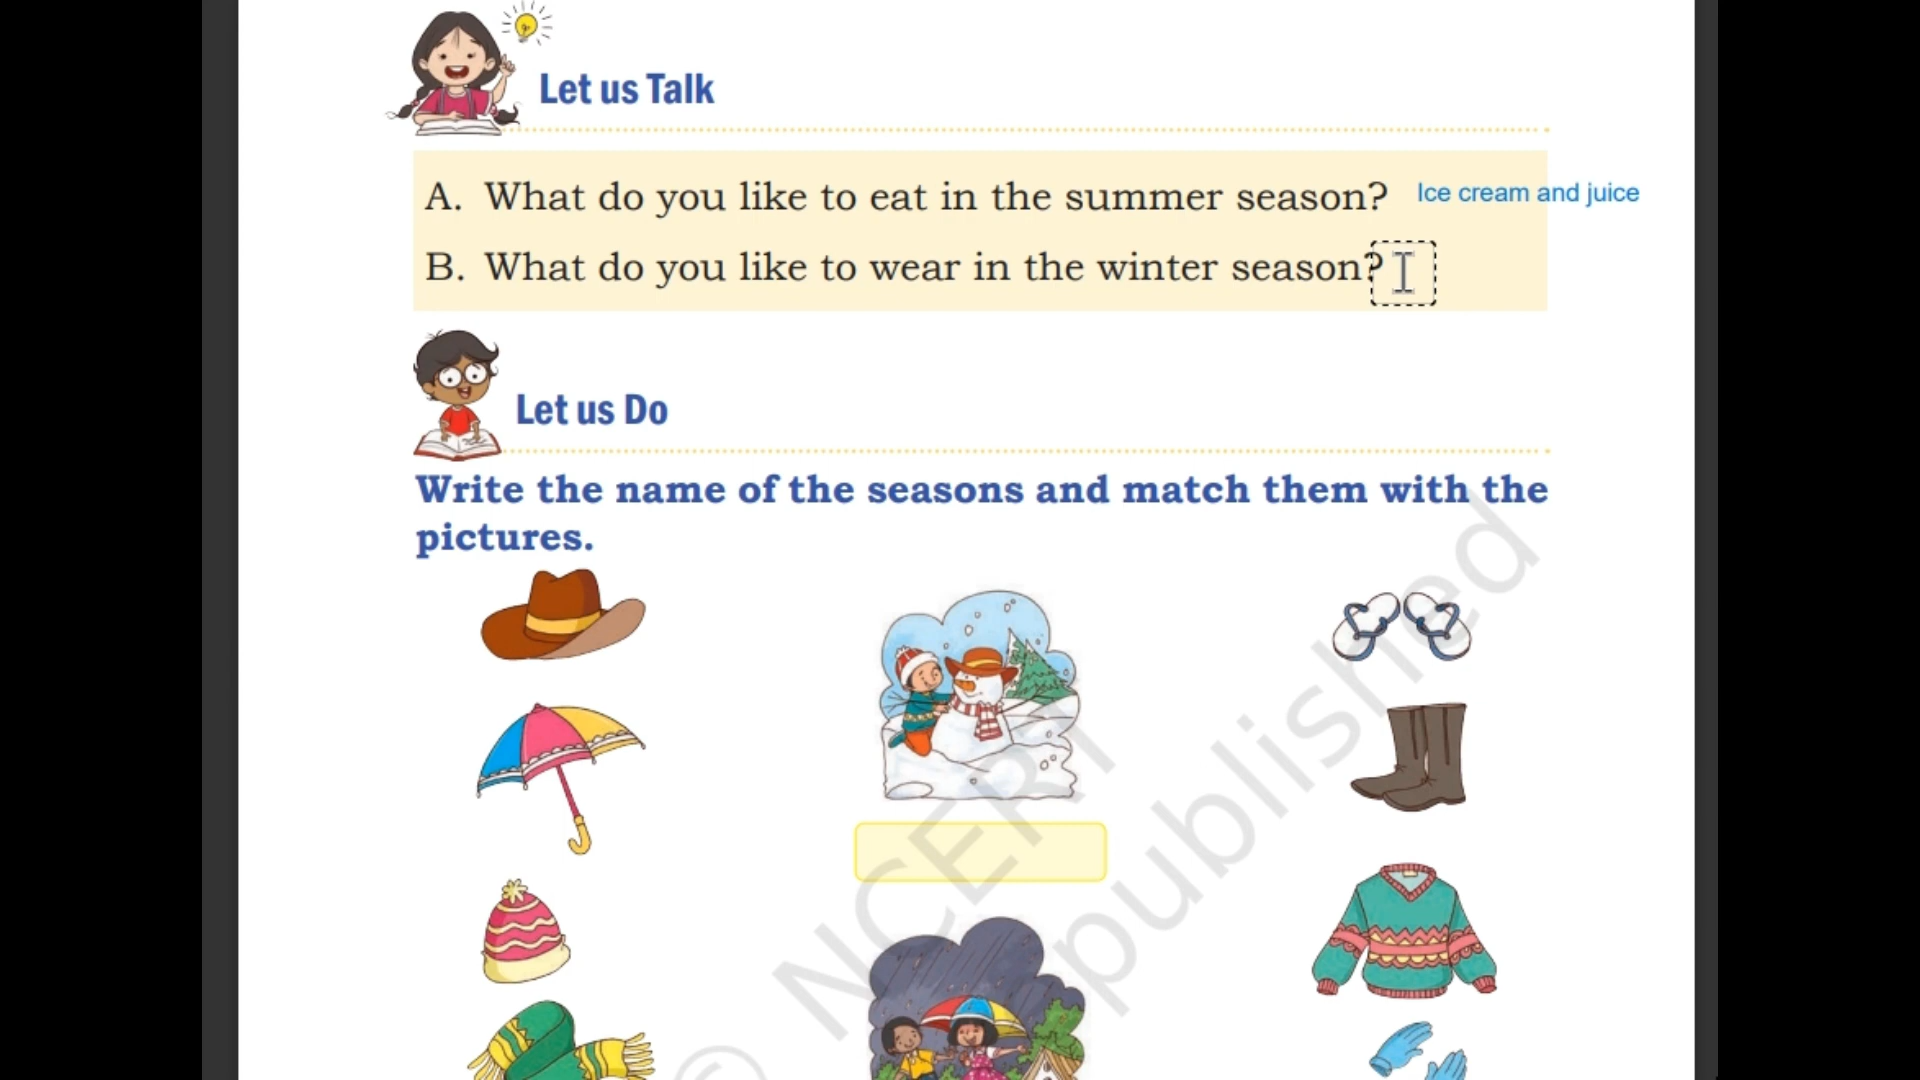 Let us Talk
A. What do you like to eat in the summer season? Ice cream and juice
B. What do you like to wear in the winter season?
Let us Do
Write the name of the seasons and match them with the
pictures.
© NCERT
published